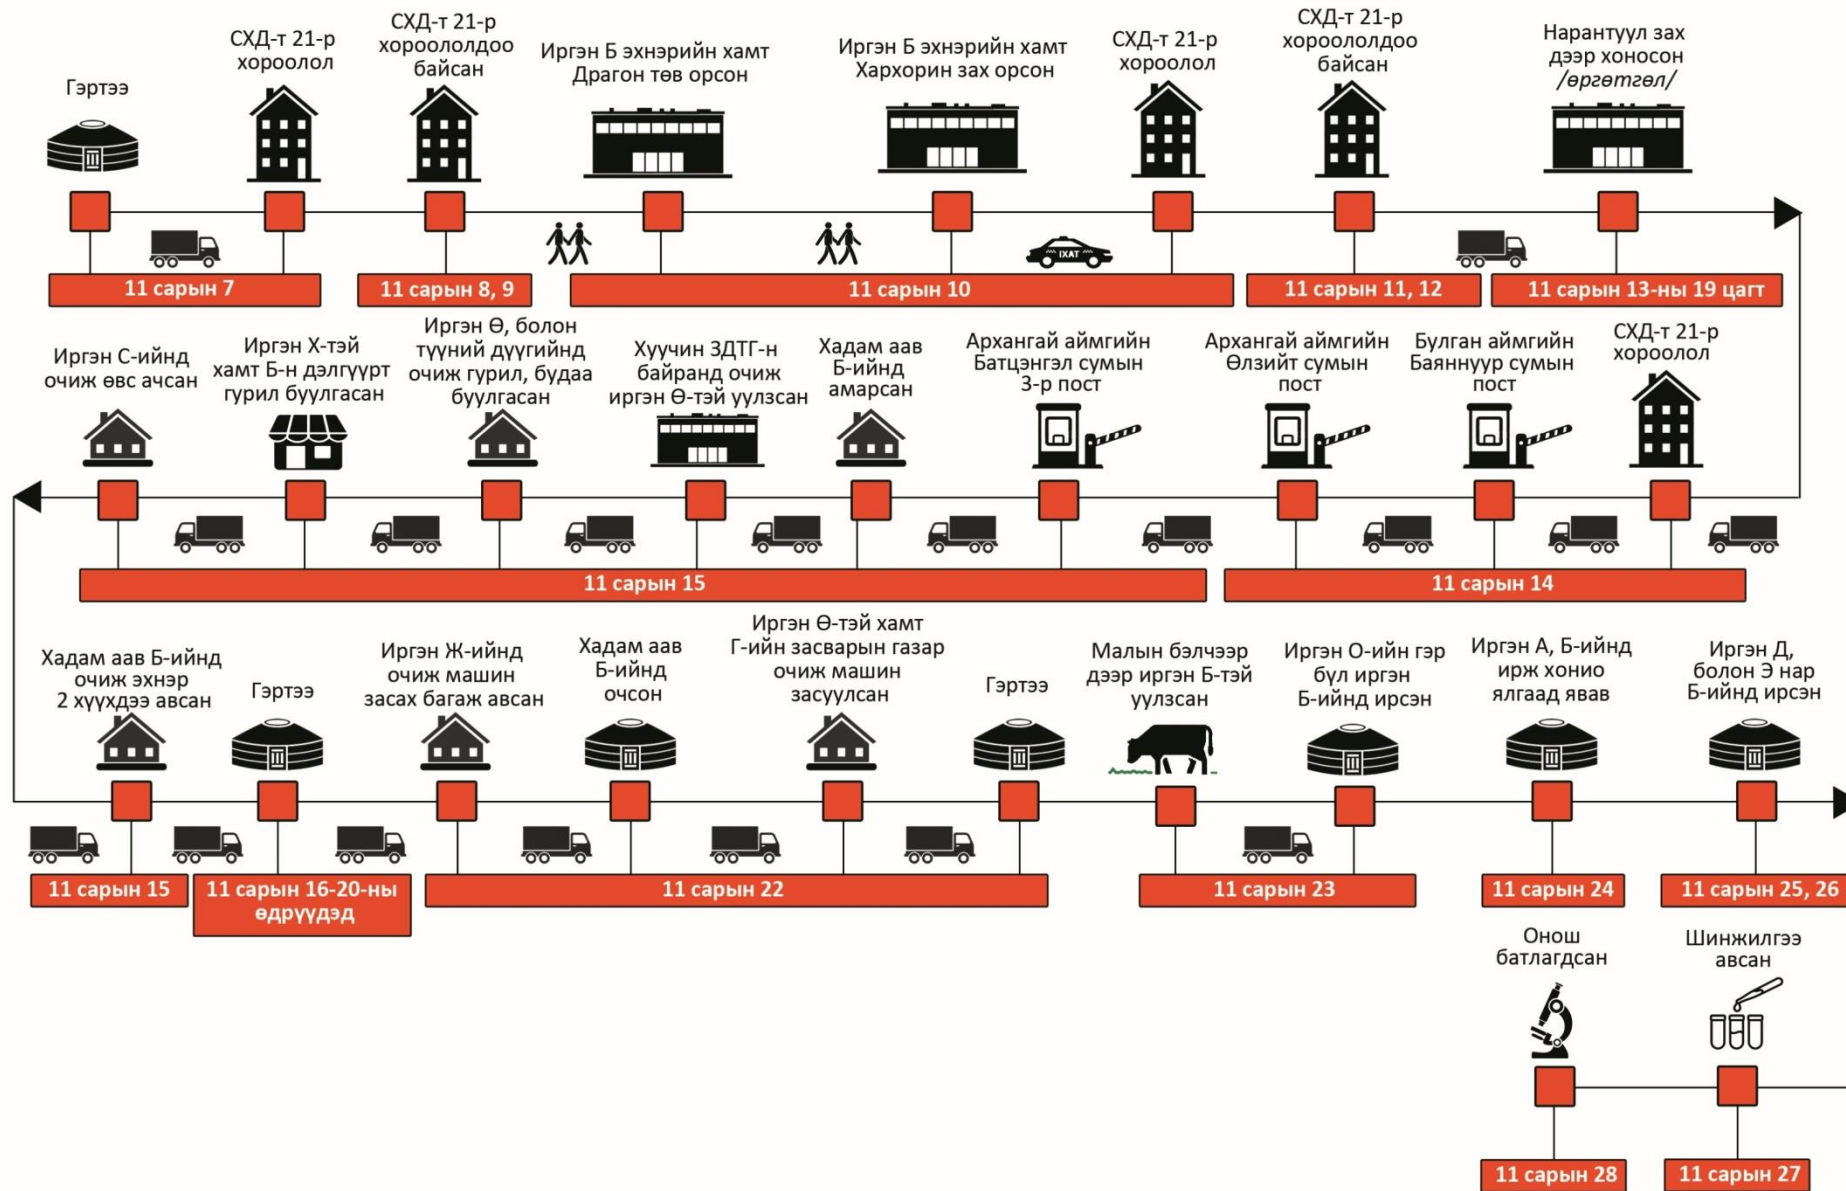 Гэртээ
СХД-т 21-р
хороолол
СХД-т 21-р
хороололдоо
байсан
Иргэн Б эхнэрийн хамт
Драгон төв орсон
Иргэн Б эхнэрийн хамт
Хархорин зах орсон
СХД-т 21-р
хороолол
СХД-т 21-р
хороололдоо
байсан
Нарантуул зах
дээр хоносон
/өргөтгөл/
IXAT
11 сарын 7
11 сарын 8, 9
11 сарын 10
11 сарын 11, 12
11 сарын 13-ны 19 цагт
СХД-т 21-р
хороолол
Булган аймгийн
Баяннуур сумын
пост
Архангай аймгийн
Өлзийт сумын
пост
Архангай аймгийн
Батцэнгэл сумын
3-р пост
Хадам аав
Б-ийнд
амарсан
Хуучин ЗДТГ-н
байранд очиж
иргэн Ө-тэй уулзсан
Иргэн Ө, болон
түүний дүүгийнд
очиж гурил, будаа
буулгасан
Иргэн Х-тэй
хамт Б-н дэлгүүрт
гурил буулгасан
Иргэн С-ийнд
очиж өвс ачсан
11 сарын 14
11 сарын 15
Хадам аав Б-ийнд
очиж эхнэр
2 хүүхдээ авсан
Гэртээ
Иргэн Ж-ийнд
очиж машин
засах багаж авсан
Хадам аав
Б-ийнд
очсон
Иргэн Ө-тэй хамт
Г-ийн засварын газар
очиж машин
засуулсан
Гэртээ
Малын бэлчээр
дээр иргэн Б-тэй
уулзсан
Иргэн О-ийн гэр
бүл иргэн
Б-ийнд ирсэн
Иргэн А, Б-ийнд
ирж хонио
ялгаад явав
Иргэн Д,
болон Э нар
Б-ийнд ирсэн
11 сарын 15
11 сарын 16-20-ны
өдрүүдэд
11 сарын 22
11 сарын 23
11 сарын 24
11 сарын 25, 26
Шинжилгээ
авсан
Онош
батлагдсан
11 сарын 27
11 сарын 28